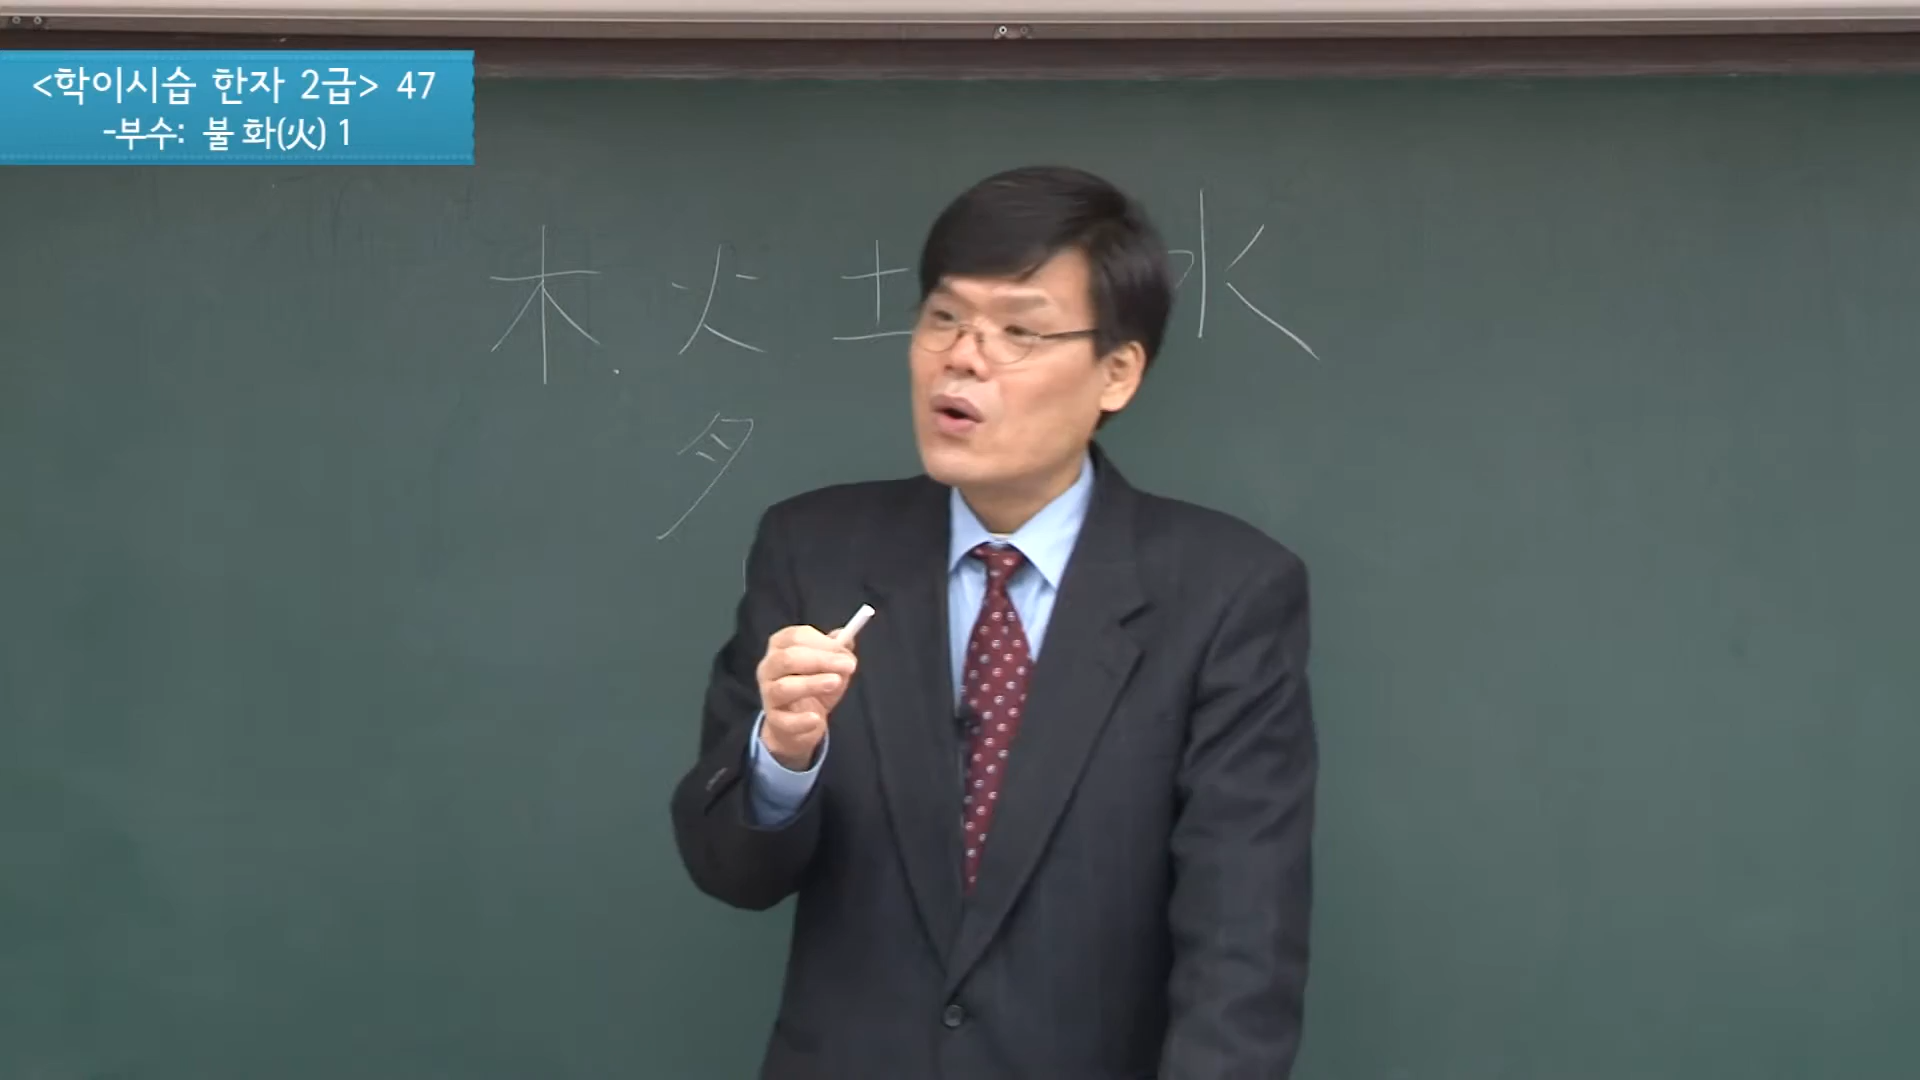 <학이시습 한자 2급> 47
-부수: 불 화(火) 1
木 火 土 水